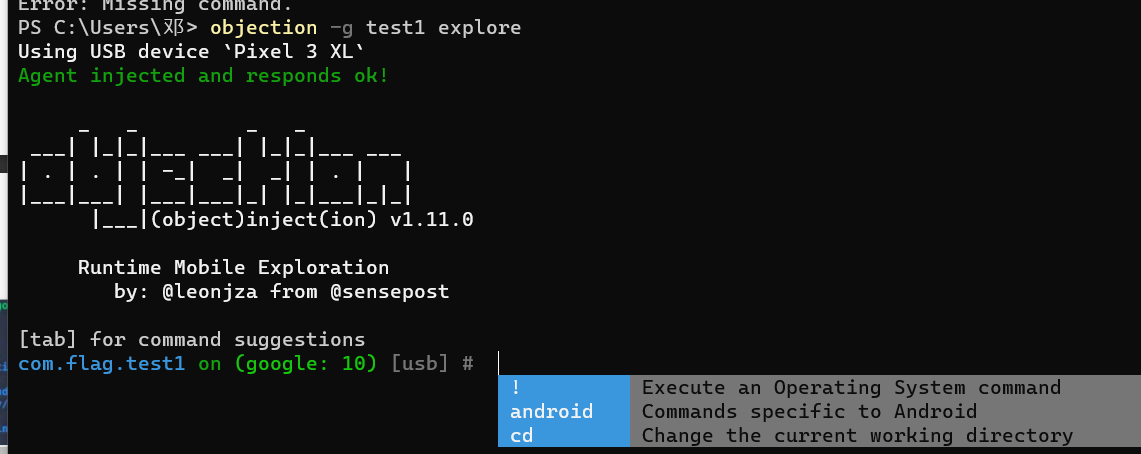 Error: Missing command.
PS C:\Users\邓> objection -g test1 explore
Using USB device `Pixel 3 XL`
Agent injected and responds ok!
     _   _         _   _
 ___| |_|_|___ ___| |_|_|___ ___
| . | . | | -_|  _|  _| | . |   |
|___|___| |___|___|_| |_|___|_|_|
      |___|(object)inject(ion) v1.11.0
Runtime Mobile Exploration
by: @leonjza from @sensepost
[tab] for command suggestions
com.flag.test1 on (google: 10) [usb] #
! Execute an Operating System command
android Commands specific to Android
cd Change the current working directory